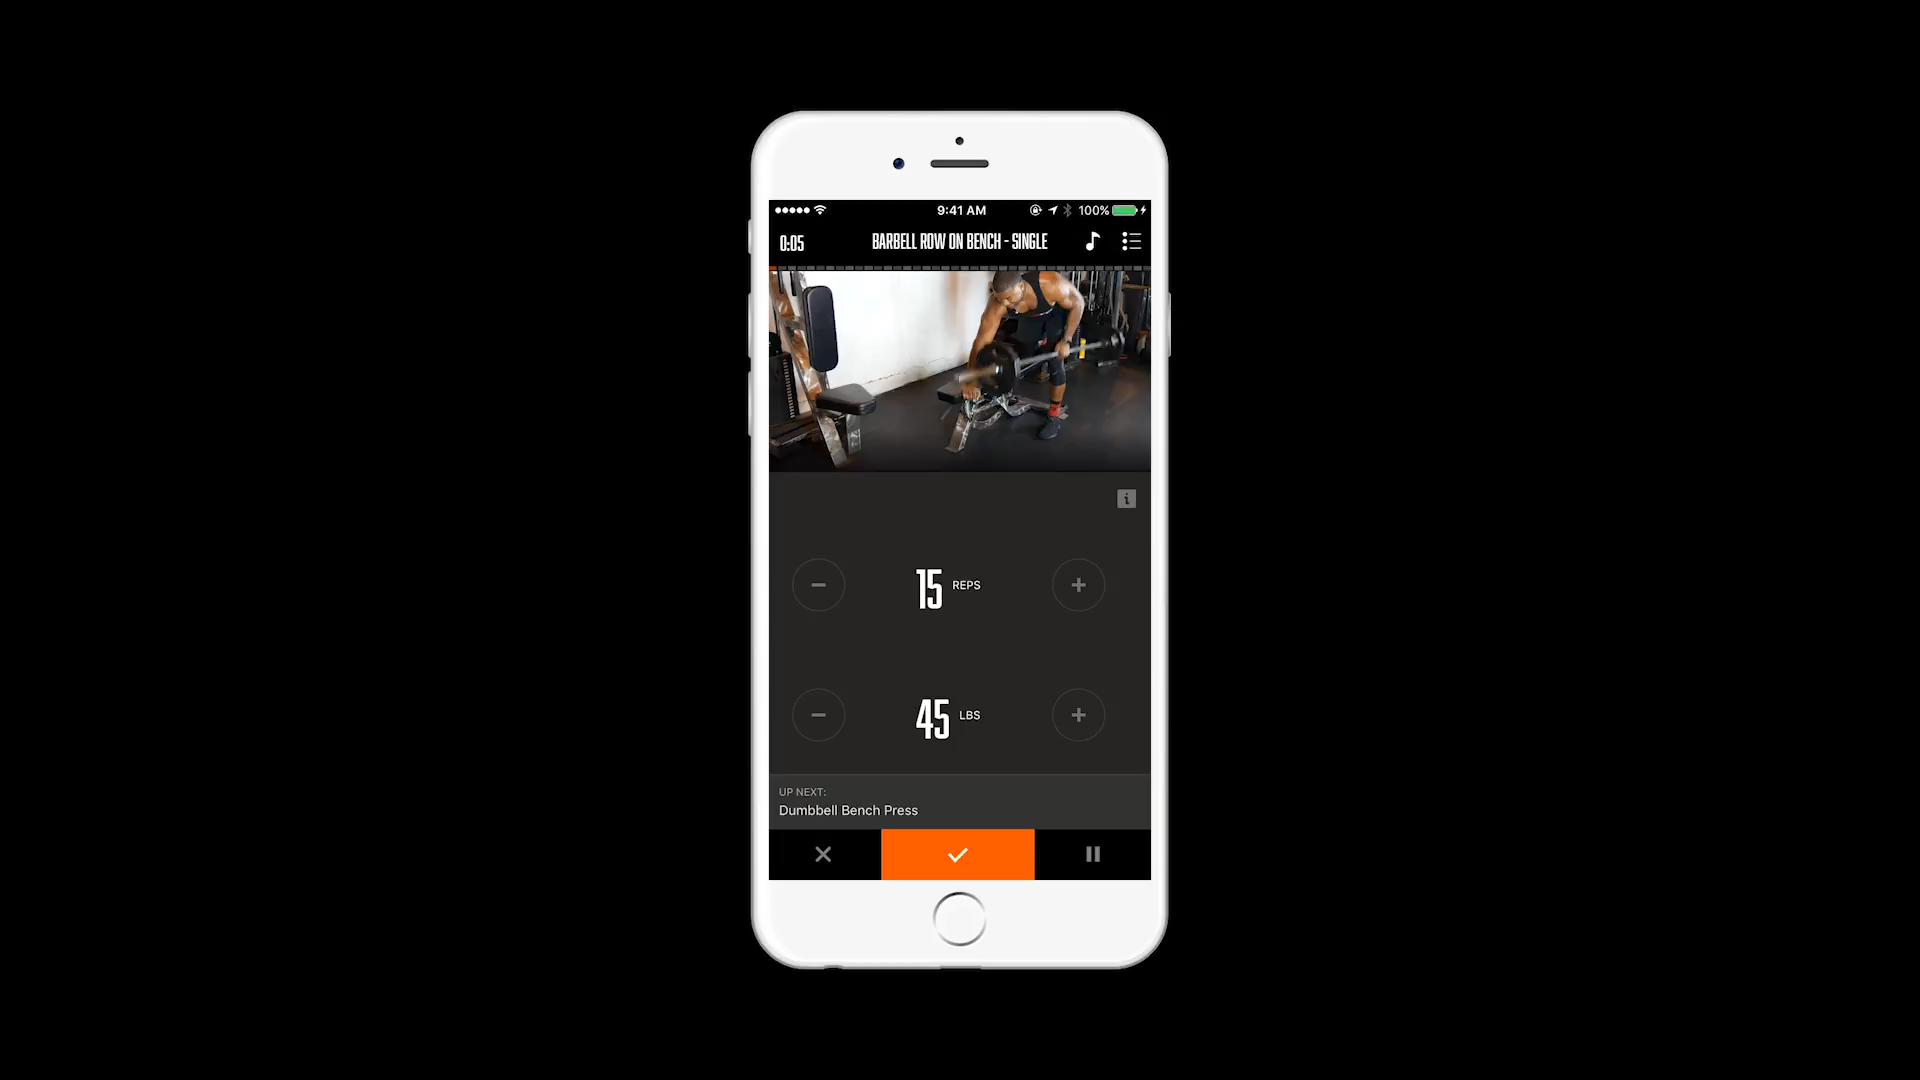 9:41 AM
100%
0:05
BARBELL ROW ON BENCH - SINGLE
i
15 REPS
45 LBS
UP NEXT:
Dumbbell Bench Press